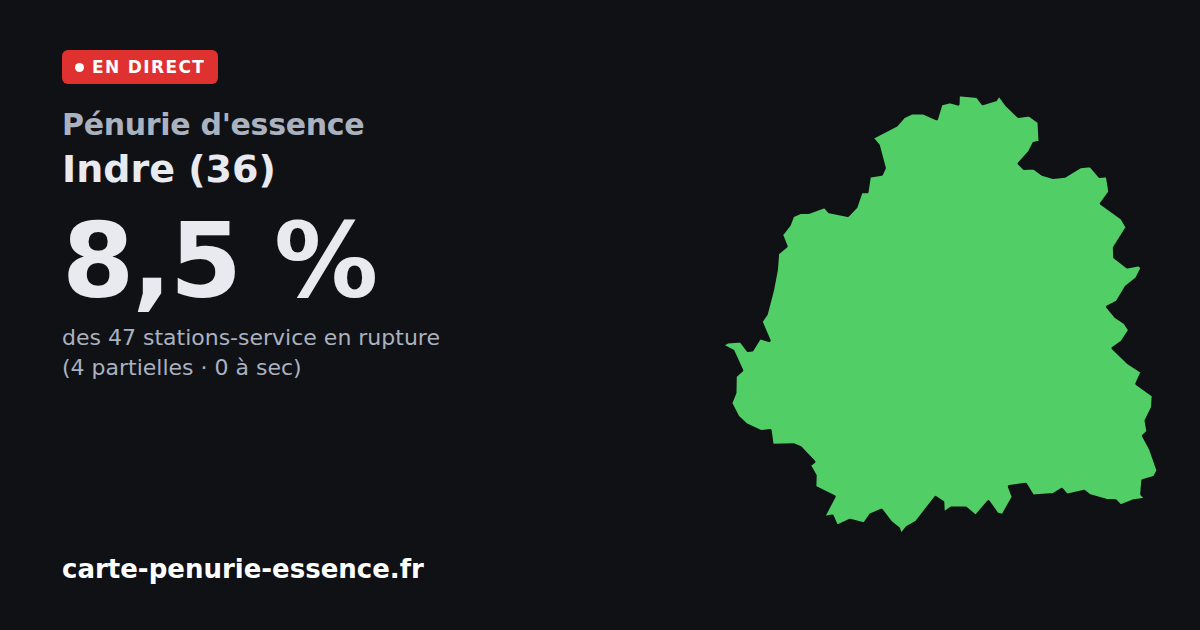 EN DIRECT
Pénurie d'essence
Indre (36)
8,5 %
des 47 stations-service en rupture
(4 partielles · 0 à sec)
carte-penurie-essence.fr